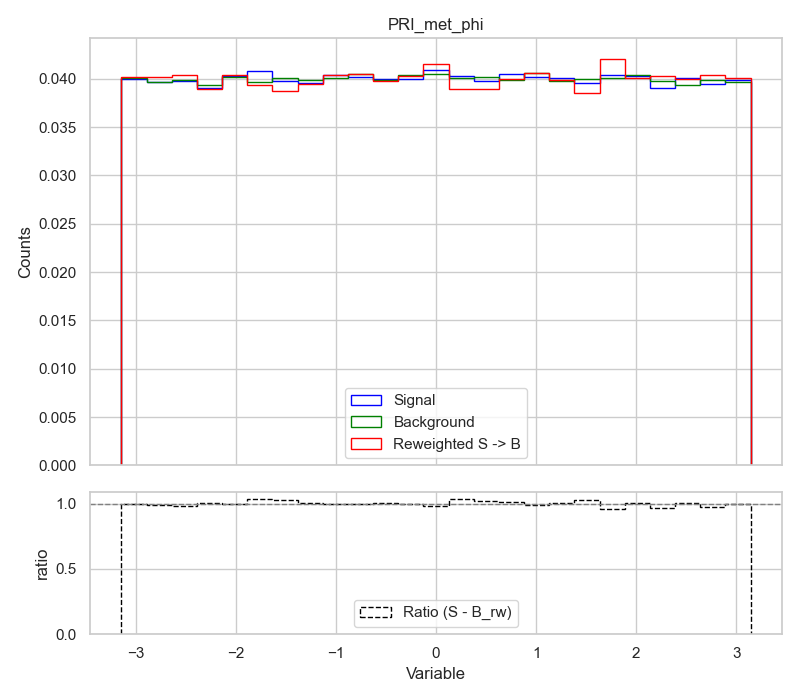 PRI_met_phi
Counts
0.040
0.035
0.030
0.025
0.020
0.015
0.010
0.005
0.000
Signal
Background
Reweighted S -> B
ratio
1.0
0.5
0.0
Ratio (S - B_rw)
−3 −2 −1 0 1 2 3
Variable